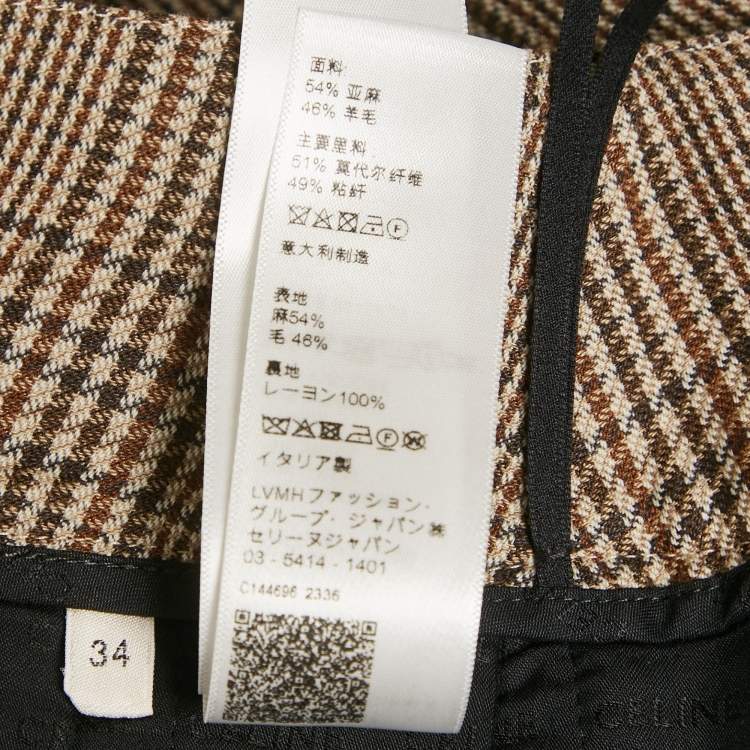 面料:
54% 亚麻
46% 羊毛
主要里料
51% 莫代尔纤维
49% 粘纤
意大利制造
表地
麻54%
毛 46%
裏地
レーヨン100%
イタリア製
LVMHファッション・
グループ・ジャパン㈱
セリーヌジャパン
03 - 5414 - 1401
C144696 2336
34
CELINE